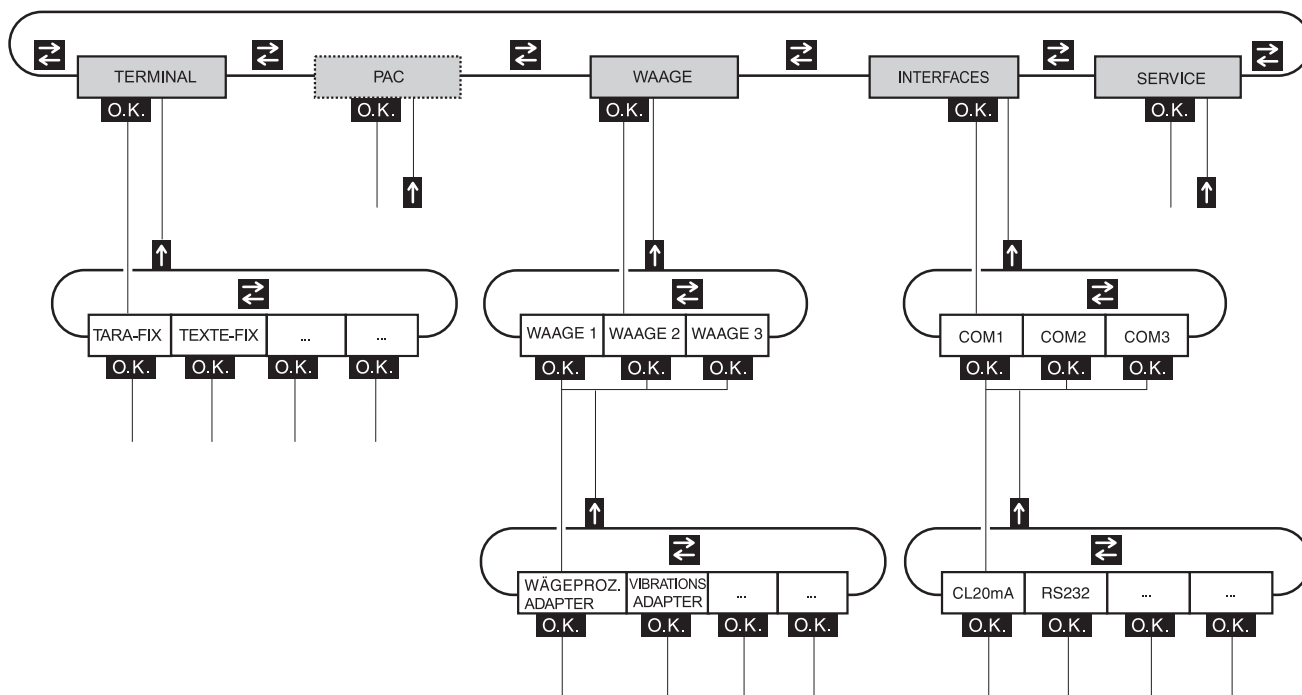 TERMINAL PAC WAAGE INTERFACES SERVICE
O.K. O.K. O.K. O.K. O.K.
TARA-FIX TEXTE-FIX ... ... WAAGE 1 WAAGE 2 WAAGE 3 COM1 COM2 COM3
O.K. O.K. O.K. O.K. O.K. O.K. O.K. O.K. O.K. O.K.
WÄGEPROZ. ADAPTER VIBRATIONS ADAPTER ... ... CL20mA RS232 ... ...
O.K. O.K. O.K. O.K. O.K. O.K. O.K. O.K.